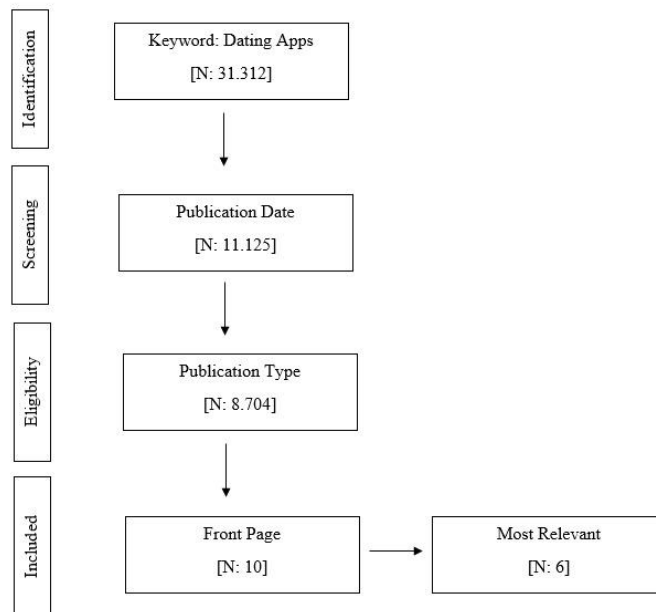 Identification
Keyword: Dating Apps
[N: 31.312]
Screening
Publication Date
[N: 11.125]
Eligibility
Publication Type
[N: 8.704]
Included
Front Page
[N: 10]
Most Relevant
[N: 6]